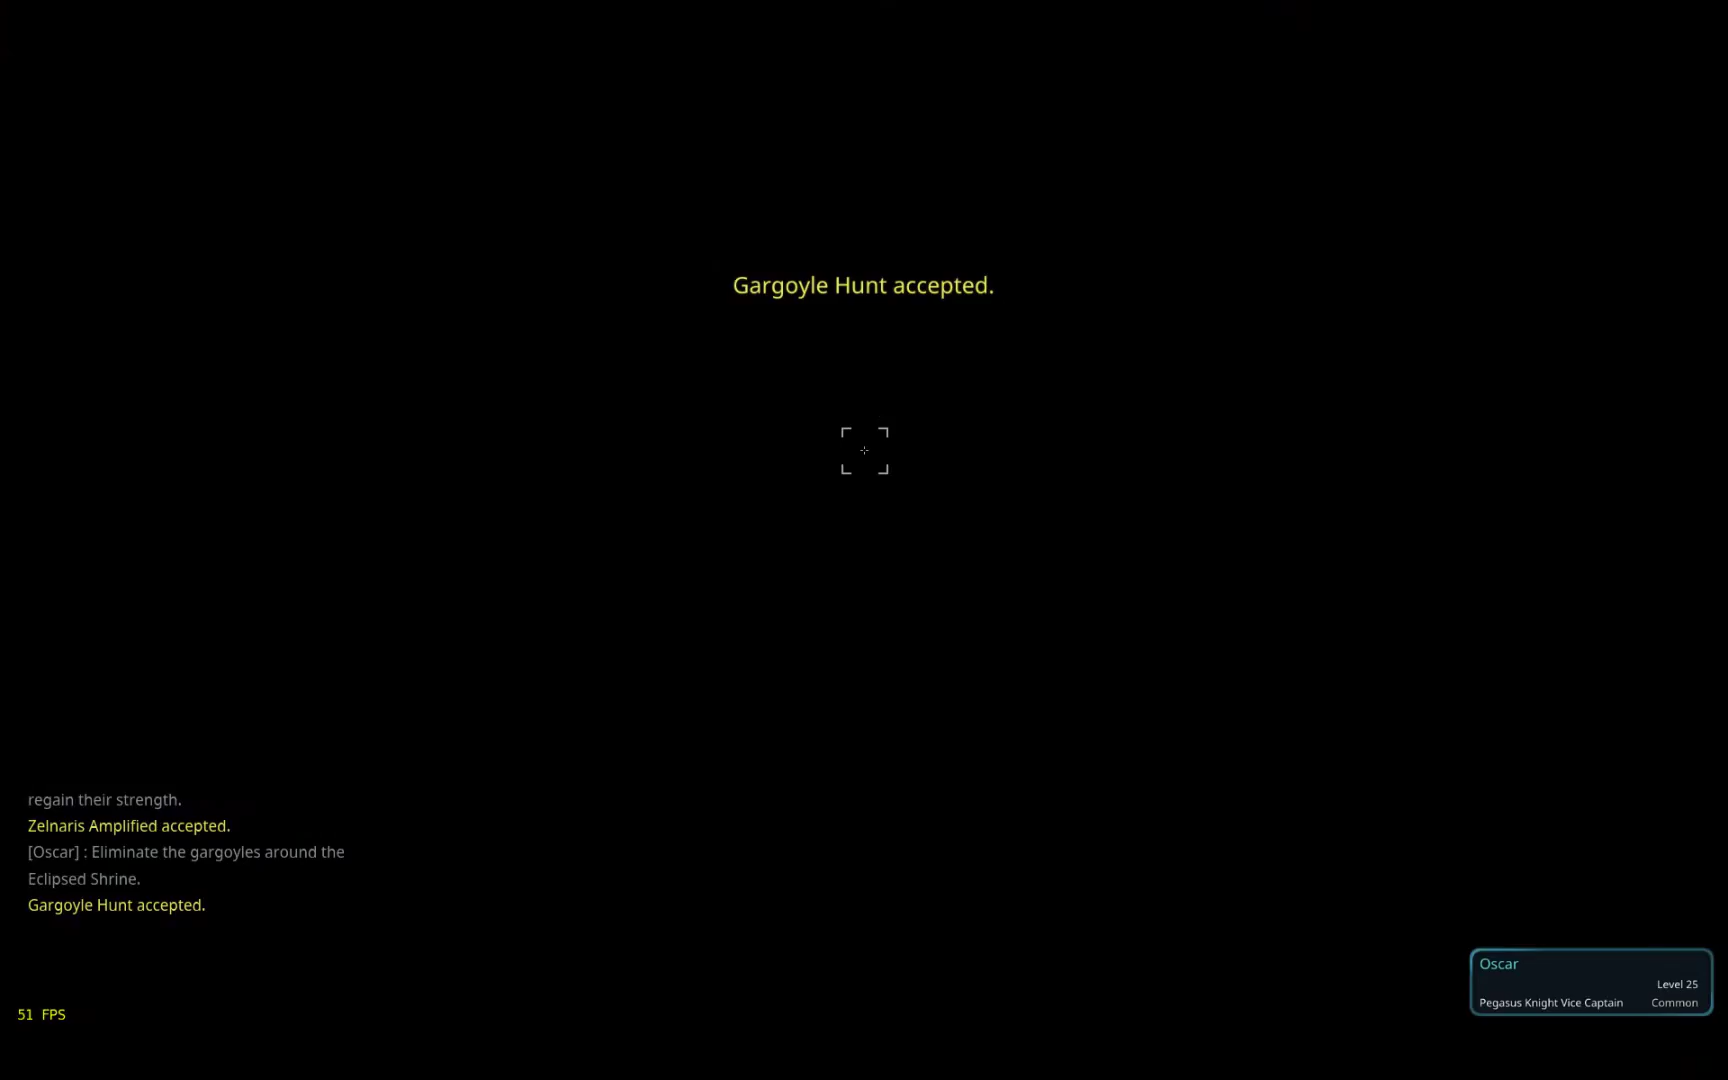 Gargoyle Hunt accepted.
regain their strength.
Zelnaris Amplified accepted.
[Oscar] : Eliminate the gargoyles around the
Eclipsed Shrine.
Gargoyle Hunt accepted.
Oscar
Level 25
Pegasus Knight Vice Captain Common
51 FPS